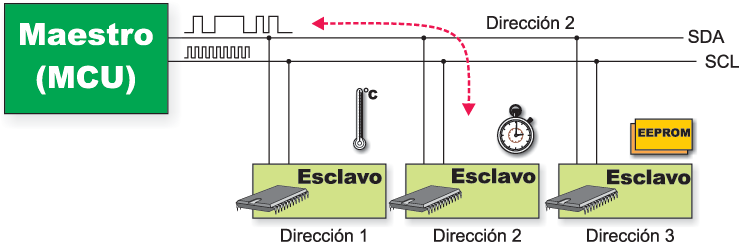 Maestro
(MCU)
Dirección 2
SDA
SCL
°C
EEPROM
Esclavo
Esclavo
Esclavo
Dirección 1
Dirección 2
Dirección 3